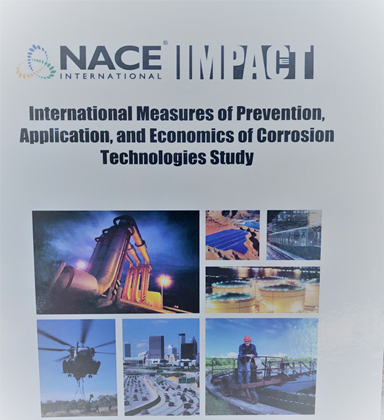 NACE® IMPACT
INTERNATIONAL
International Measures of Prevention,
Application, and Economics of Corrosion
Technologies Study